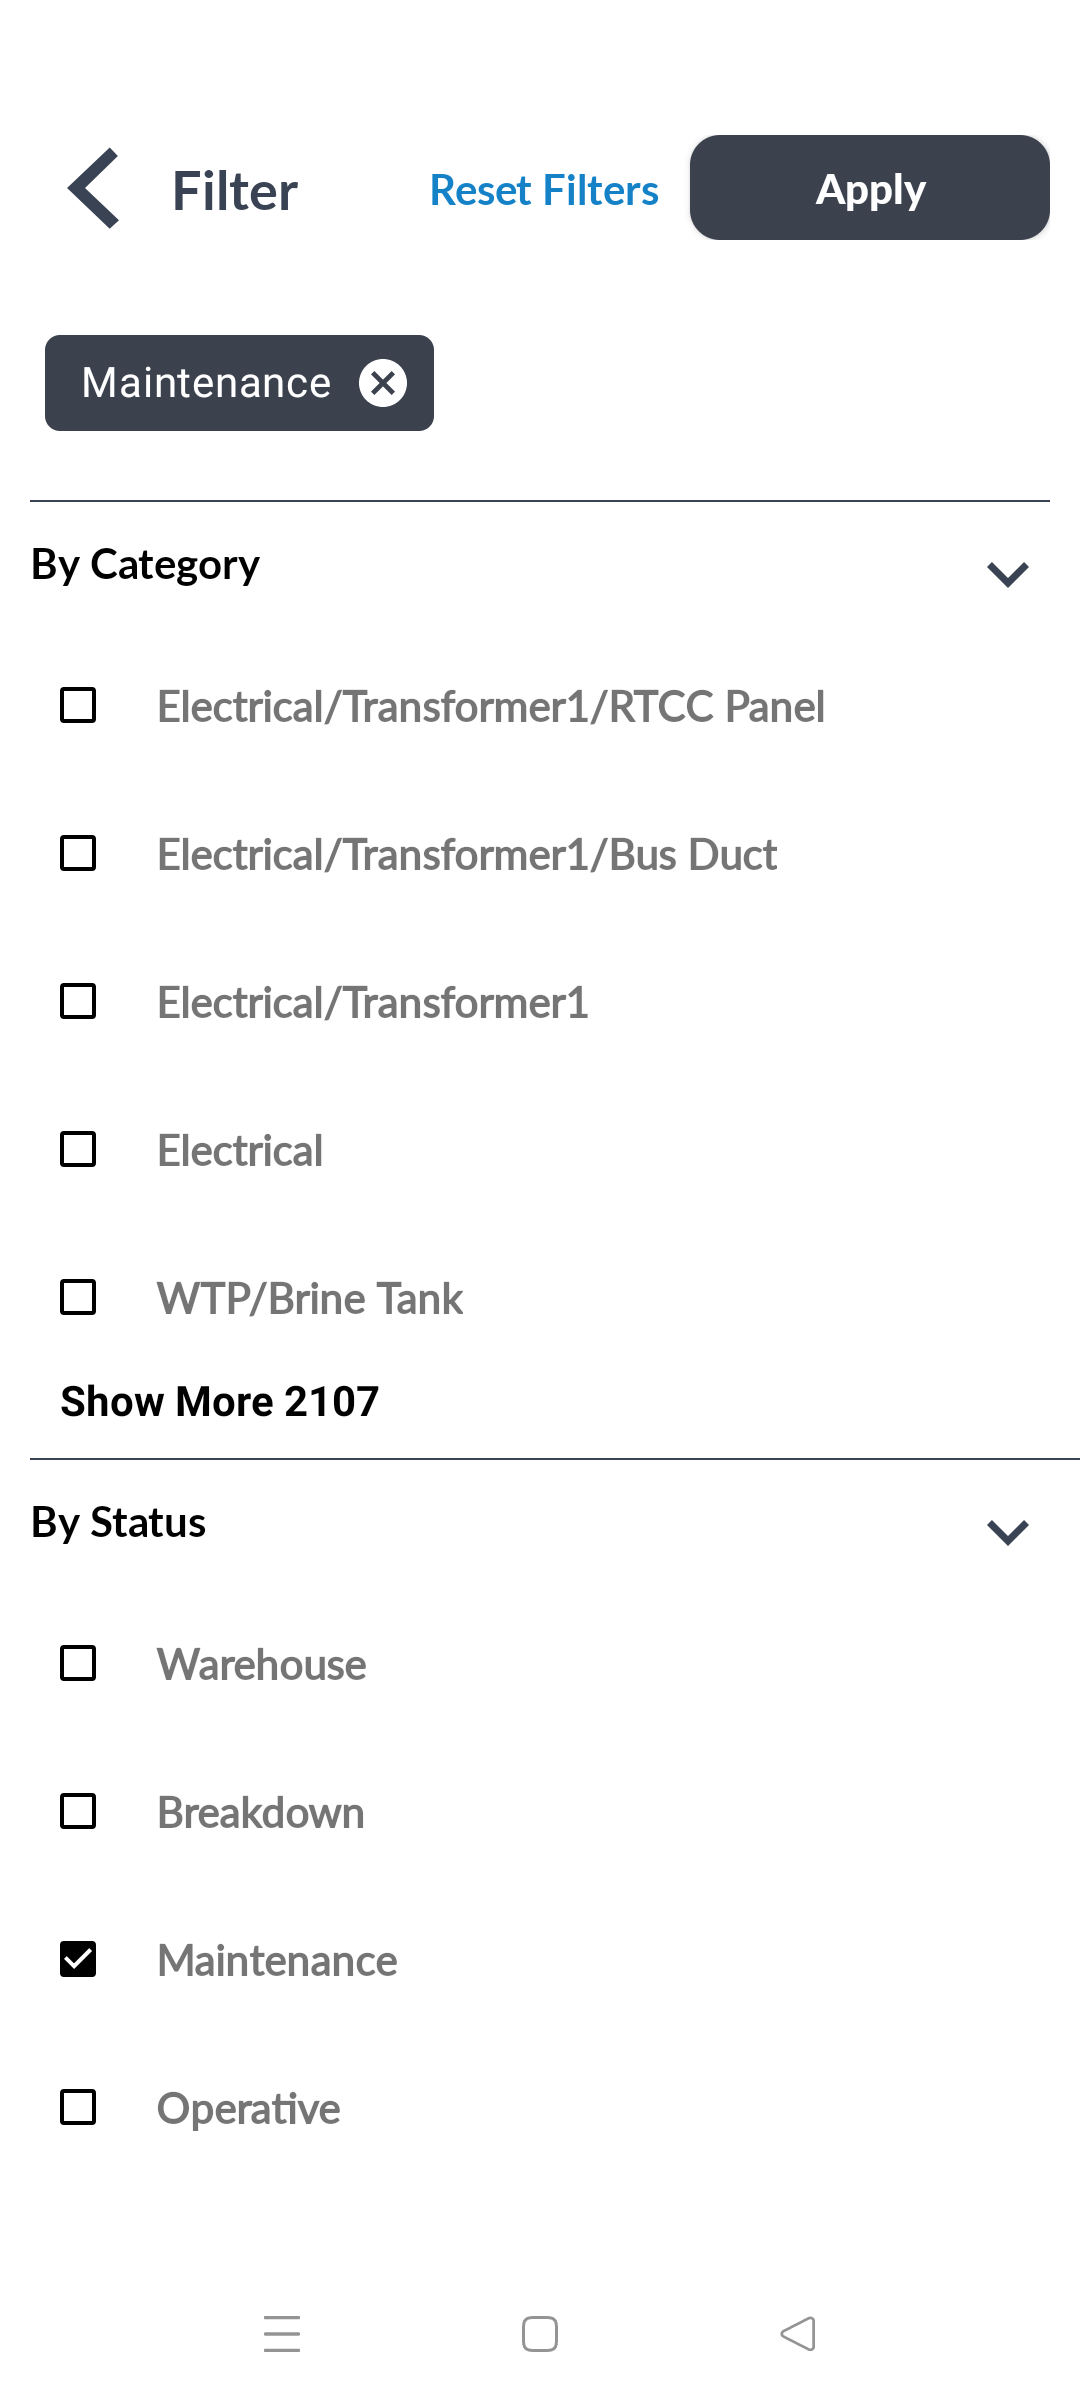 Filter
Reset Filters
Apply
Maintenance
By Category
Electrical/Transformer1/RTCC Panel
Electrical/Transformer1/Bus Duct
Electrical/Transformer1
Electrical
WTP/Brine Tank
Show More 2107
By Status
Warehouse
Breakdown
Maintenance
Operative